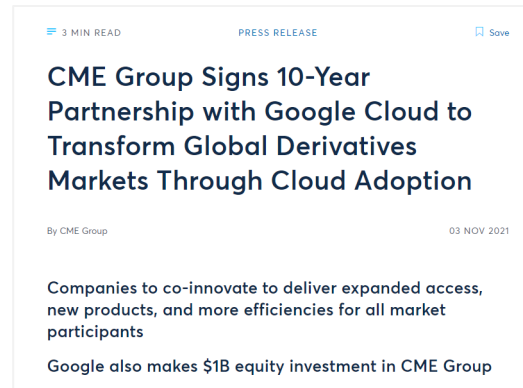 3 MIN READ PRESS RELEASE Save
CME Group Signs 10-Year
Partnership with Google Cloud to
Transform Global Derivatives
Markets Through Cloud Adoption
By CME Group 03 NOV 2021
Companies to co-innovate to deliver expanded access,
new products, and more efficiencies for all market
participants
Google also makes $1B equity investment in CME Group